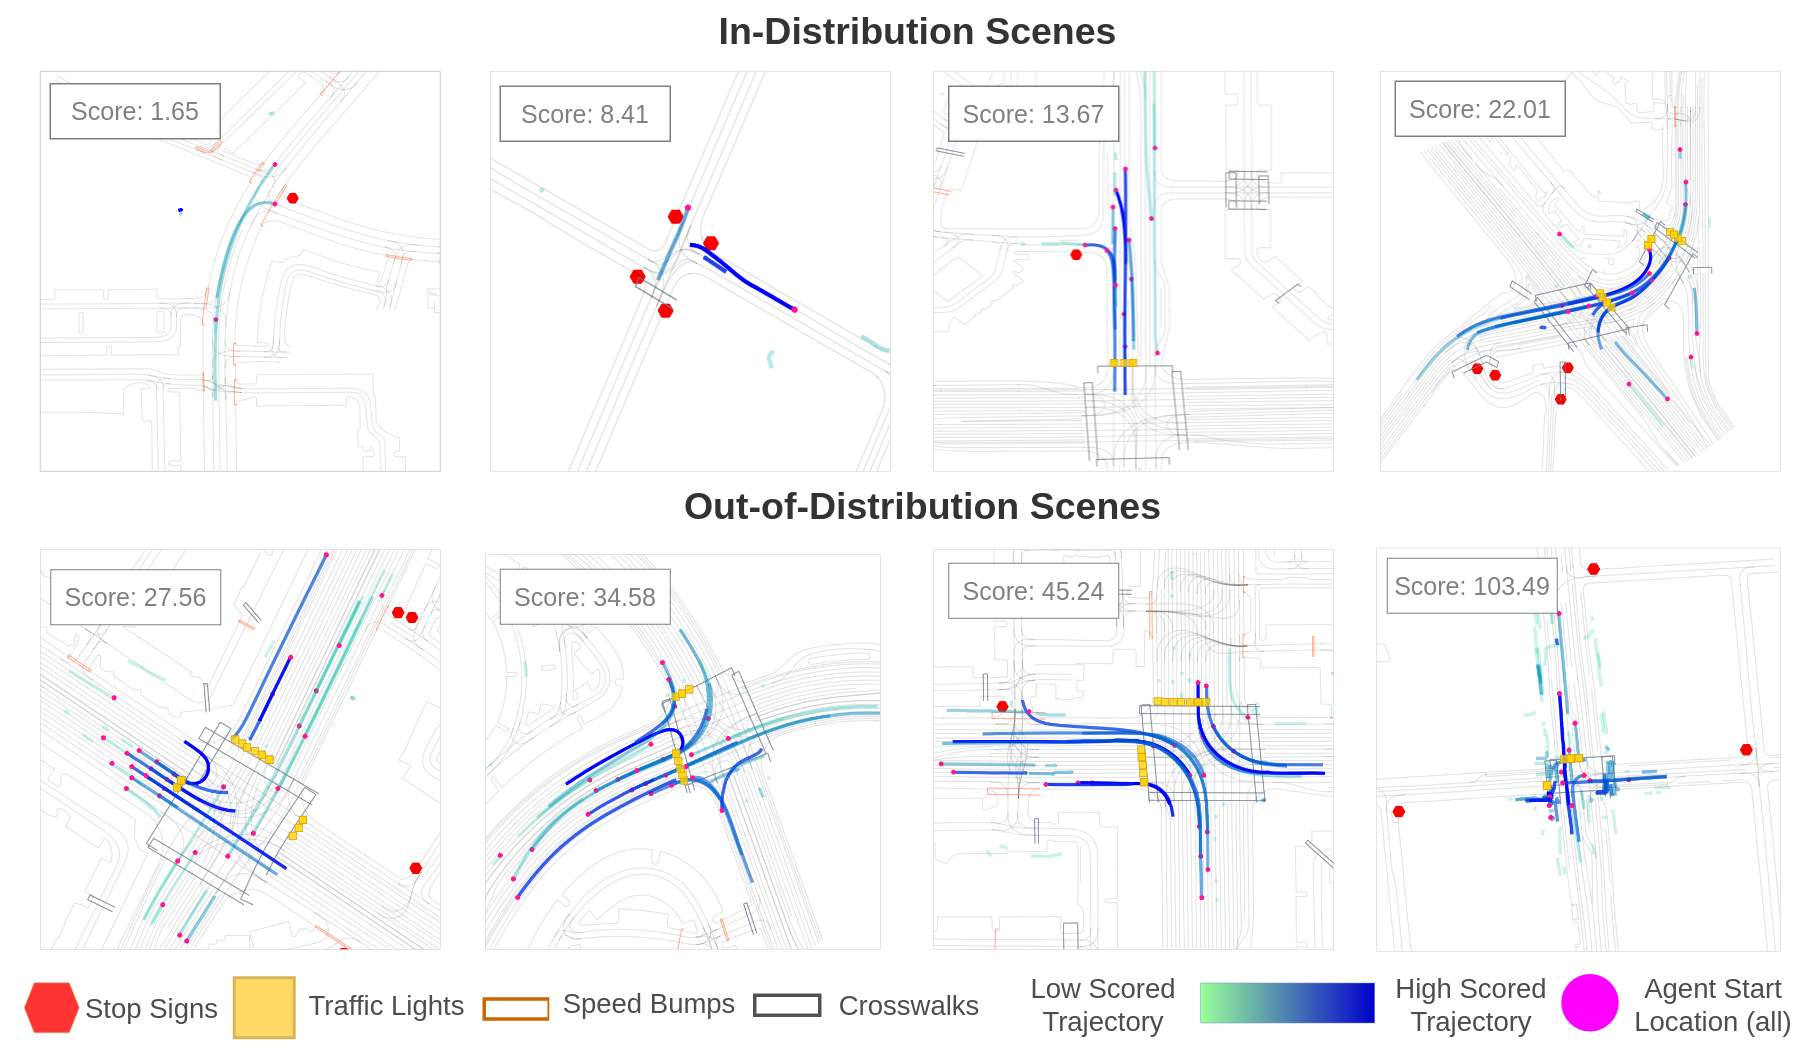 In-Distribution Scenes
Score: 1.65
Score: 8.41
Score: 13.67
Score: 22.01
Out-of-Distribution Scenes
Score: 27.56
Score: 34.58
Score: 45.24
Score: 103.49
Stop Signs
Traffic Lights
Speed Bumps
Crosswalks
Low Scored
Trajectory
High Scored
Trajectory
Agent Start
Location (all)